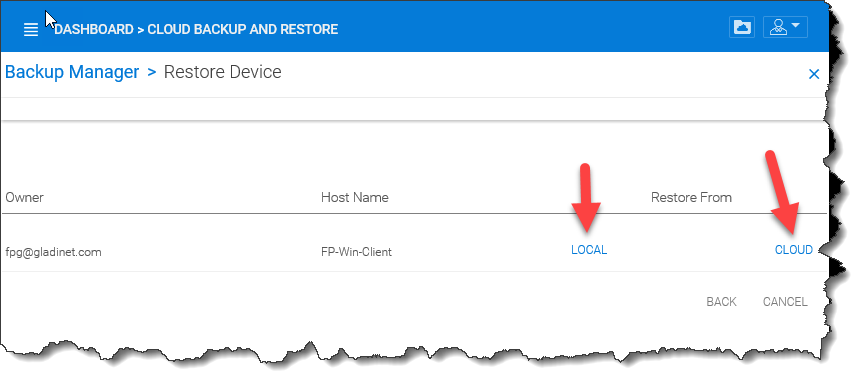 DASHBOARD > CLOUD BACKUP AND RESTORE
Backup Manager > Restore Device
Owner Host Name Restore From
fpg@gladinet.com FP-Win-Client LOCAL CLOUD
BACK CANCEL